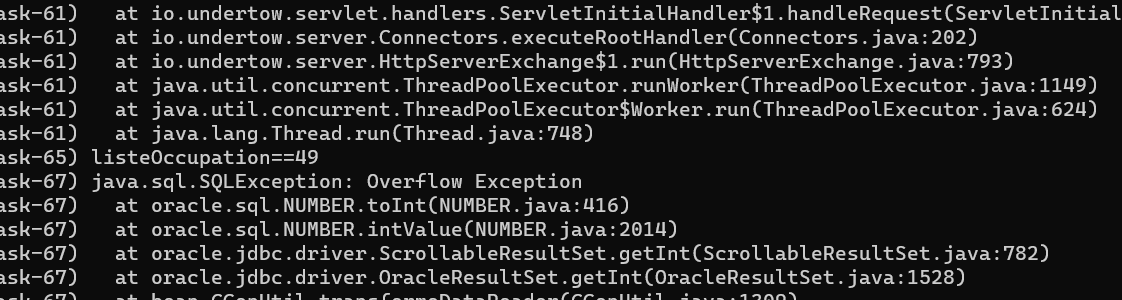 ask-61)   at io.undertow.servlet.handlers.ServletInitialHandler$1.handleRequest(ServletInitial
ask-61)   at io.undertow.server.Connectors.executeRootHandler(Connectors.java:202)
ask-61)   at io.undertow.server.HttpServerExchange$1.run(HttpServerExchange.java:793)
ask-61)   at java.util.concurrent.ThreadPoolExecutor.runWorker(ThreadPoolExecutor.java:1149)
ask-61)   at java.util.concurrent.ThreadPoolExecutor$Worker.run(ThreadPoolExecutor.java:624)
ask-61)   at java.lang.Thread.run(Thread.java:748)
ask-65) listeOccupation==49
ask-67) java.sql.SQLException: Overflow Exception
ask-67)   at oracle.sql.NUMBER.toInt(NUMBER.java:416)
ask-67)   at oracle.sql.NUMBER.intValue(NUMBER.java:2014)
ask-67)   at oracle.jdbc.driver.ScrollableResultSet.getInt(ScrollableResultSet.java:782)
ask-67)   at oracle.jdbc.driver.OracleResultSet.getInt(OracleResultSet.java:1528)
ask-67)   at